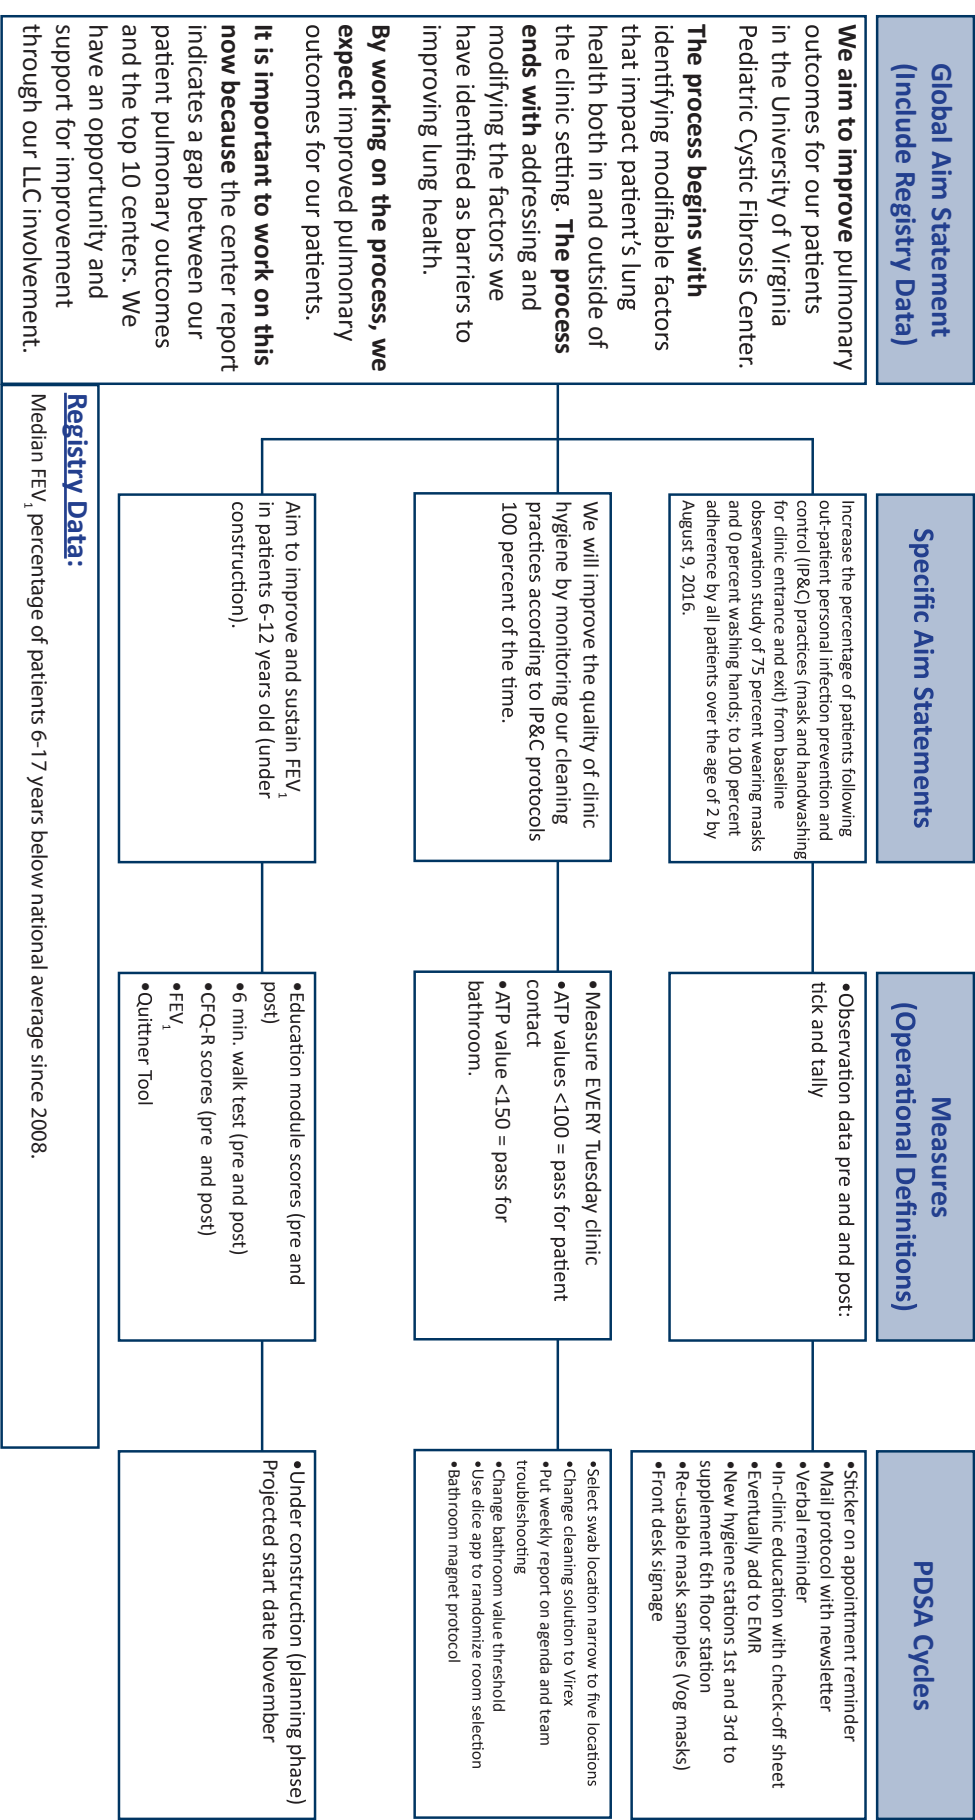 Global Aim Statement
(Include Registry Data)
We aim to improve pulmonary
outcomes for our patients
in the University of Virginia
Pediatric Cystic Fibrosis Center.
The process begins with
identifying modifiable factors
that impact patient's lung
health both in and outside of
the clinic setting. The process
ends with addressing and
modifying the factors we
have identified as barriers to
improving lung health.
By working on the process, we
expect improved pulmonary
outcomes for our patients.
It is important to work on this
now because the center report
indicates a gap between our
patient pulmonary outcomes
and the top 10 centers. We
have an opportunity and
support for improvement
through our LLC involvement.
Specific Aim Statements
Increase the percentage of patients following
out-patient personal infection prevention and
control (IP&C) practices (mask and handwashing
for clinic entrance and exit) from baseline
observation study of 75 percent wearing masks
and 0 percent washing hands; to 100 percent
adherence by all patients over the age of 2 by
August 9, 2016.
We will improve the quality of clinic
hygiene by monitoring our cleaning
practices according to IP&C protocols
100 percent of the time.
Aim to improve and sustain FEV1
in patients 6-12 years old (under
construction).
Measures
(Operational Definitions)
•Observation data pre and and post:
tick and tally
•Measure EVERY Tuesday clinic
•ATP values <100 = pass for patient
contact
•ATP value <150 = pass for
bathroom.
•Education module scores (pre and
post)
•6 min. walk test (pre and post)
•CFQ-R scores (pre and post)
•FEV1
•Quittner Tool
PDSA Cycles
•Sticker on appointment reminder
•Mail protocol with newsletter
•Verbal reminder
•In-clinic education with check-off sheet
•Eventually add to EMR
•New hygiene stations 1st and 3rd to
supplement 6th floor station
•Re-usable mask samples (Vog masks)
•Front desk signage
•Select swab location narrow to five locations
•Change cleaning solution to Virex
•Put weekly report on agenda and team
troubleshooting
•Change bathroom value threshold
•Use dice app to randomize room selection
•Bathroom magnet protocol
•Under construction (planning phase)
Projected start date November
Registry Data:
Median FEV1 percentage of patients 6-17 years below national average since 2008.